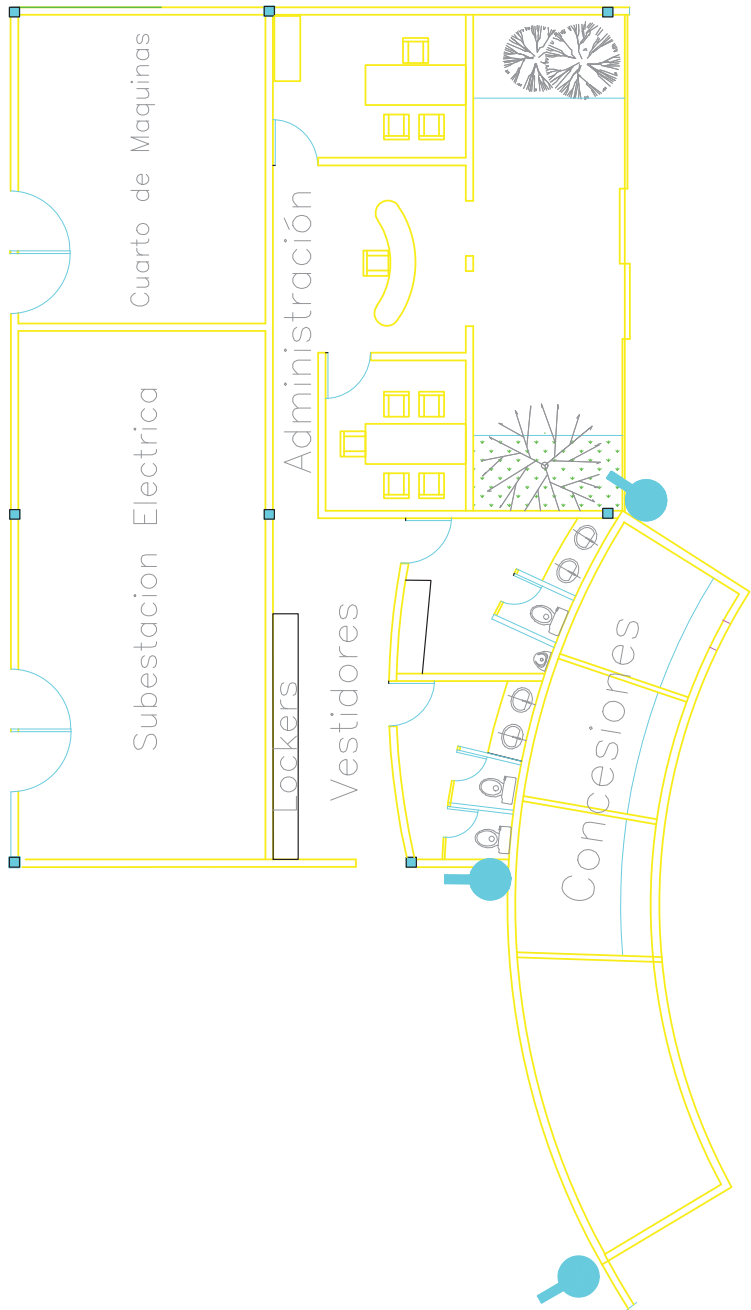 Cuarto de Maquinas
Subestacion Electrica
Administración
Lockers
Vestidores
Concesiones